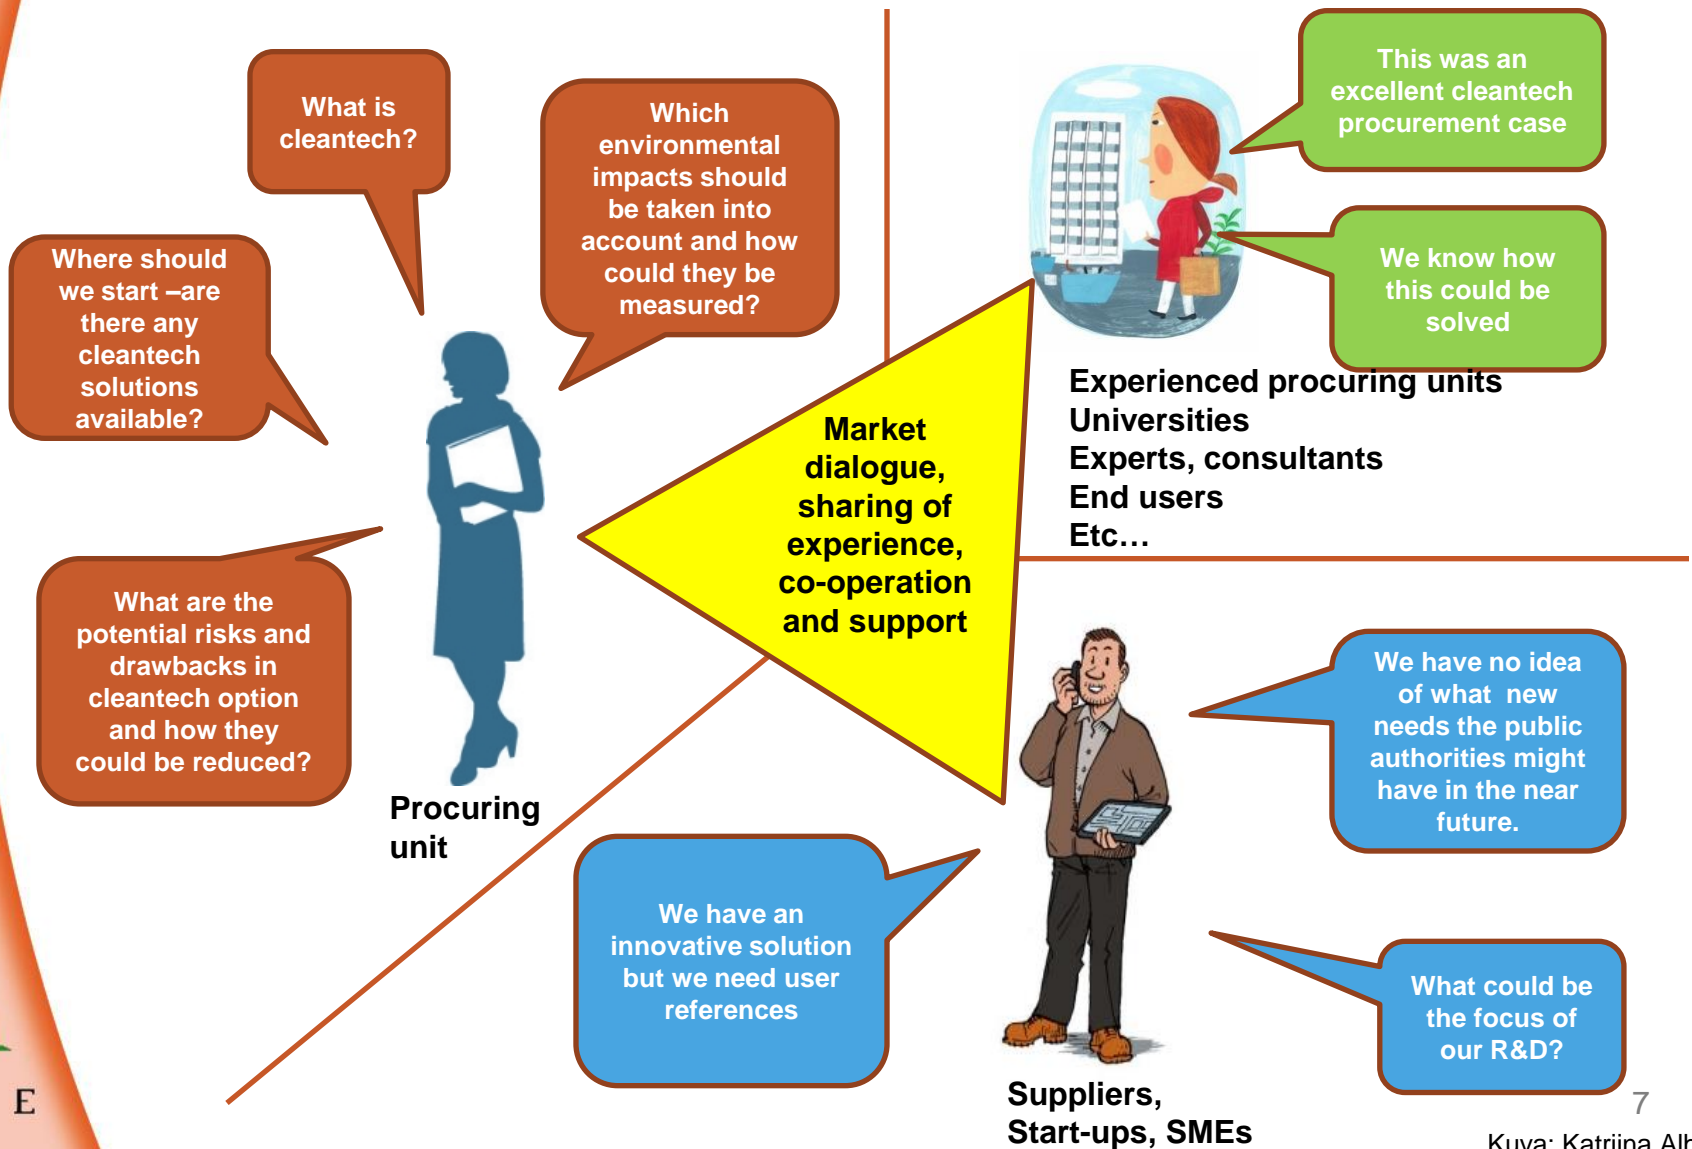 What is
cleantech?
Which
environmental
impacts should
be taken into
account and how
could they be
measured?
Where should
we start –are
there any
cleantech
solutions
available?
What are the
potential risks and
drawbacks in
cleantech option
and how they
could be reduced?
Procuring
unit
Market
dialogue,
sharing of
experience,
co-operation
and support
This was an
excellent cleantech
procurement case
We know how
this could be
solved
Experienced procuring units
Universities
Experts, consultants
End users
Etc…
We have no idea
of what  new
needs the public
authorities might
have in the near
future.
We have an
innovative solution
but we need user
references
What could be
the focus of
our R&D?
Suppliers,
Start-ups, SMEs
E
7
Kuva: Katriina